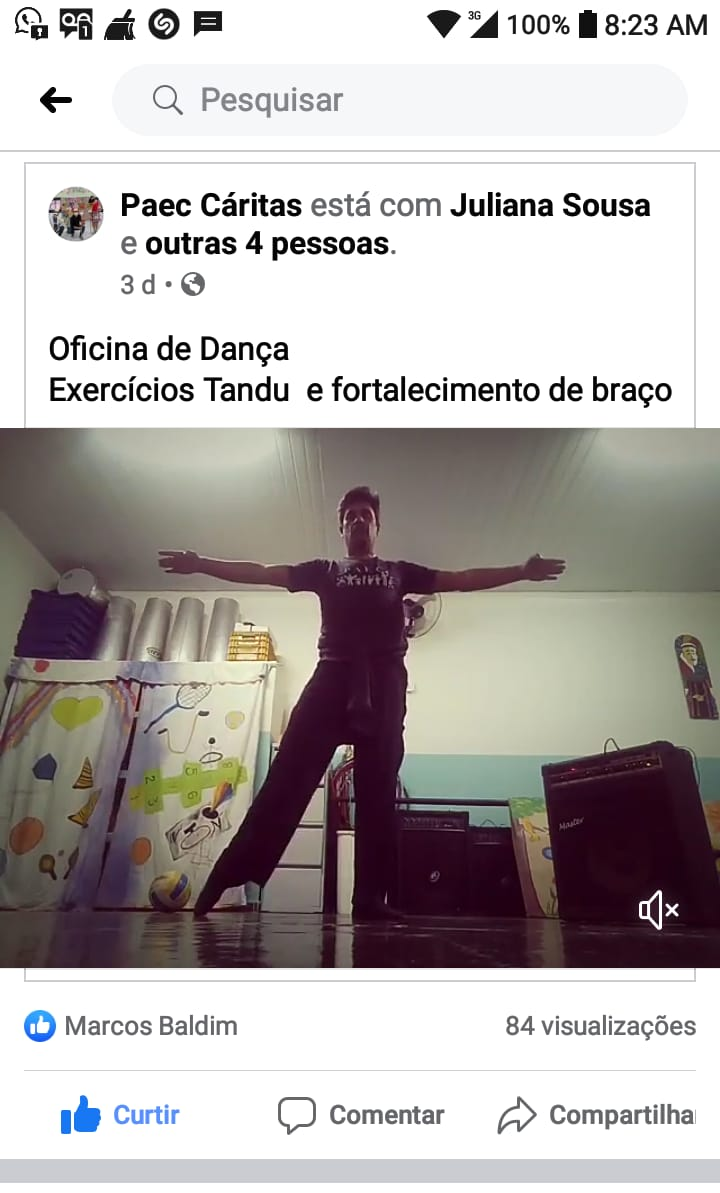 3G 100% 8:23 AM
Pesquisar
Paec Cáritas está com Juliana Sousa
e outras 4 pessoas.
3 d •
Oficina de Dança
Exercícios Tandu e fortalecimento de braço
Master
Marcos Baldim 84 visualizações
Curtir Comentar Compartilha